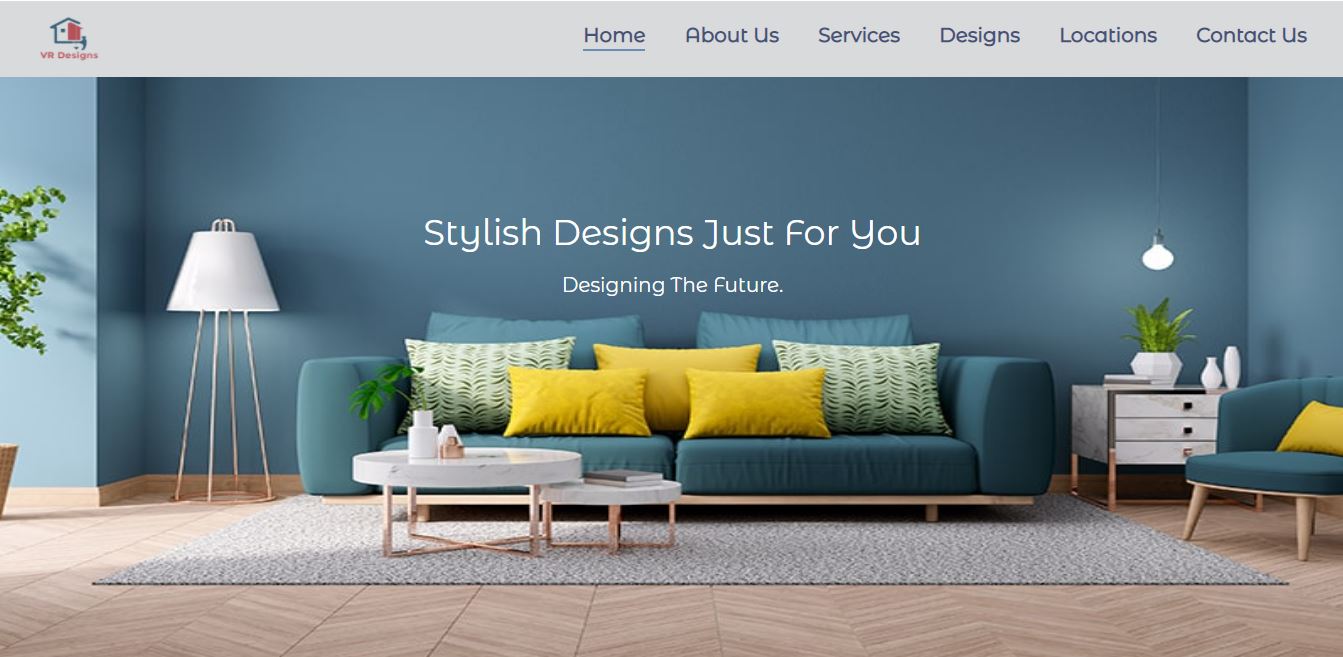 VR Designs
Home About Us Services Designs Locations Contact Us
Stylish Designs Just For You
Designing The Future.